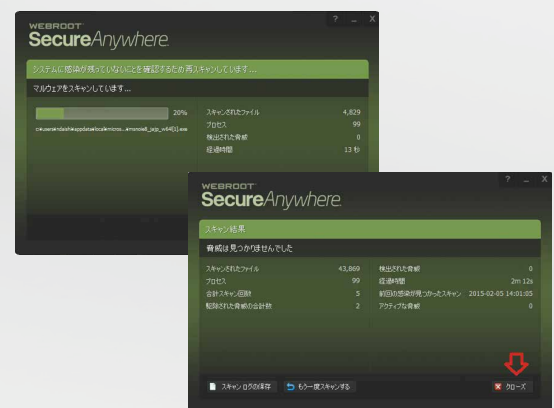 WEBROOT
SecureAnywhere.
システムに感染が残っていないことを確認するため再スキャンしています...
マルウェアをスキャンしています...
20%
スキャンされたファイル 4,829
プロセス 99
検出された脅威 0
経過時間 13 秒
WEBROOT
SecureAnywhere.
スキャン結果
脅威は見つかりませんでした
スキャンされたファイル 43,869 検出された脅威 0
プロセス 99 経過時間 2m 12s
合計スキャン回数 5 前回の感染が見つかったスキャン 2015-02-05 14:01:05
駆除された脅威の合計数 2 アクティブな脅威 0
スキャン ログの保存 もう一度スキャンする クローズ